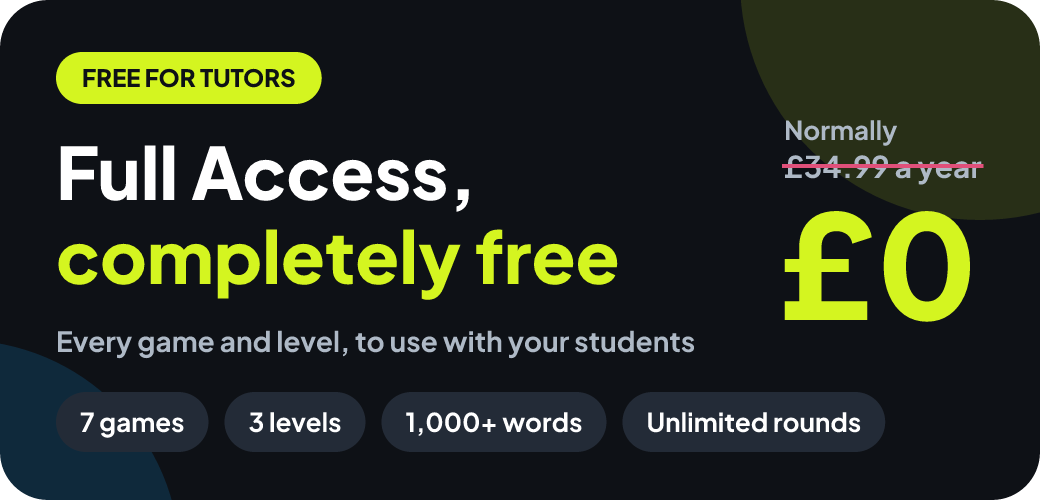 FREE FOR TUTORS
Full Access,
completely free
Every game and level, to use with your students
7 games
3 levels
1,000+ words
Unlimited rounds
Normally
£34.99 a year
£0